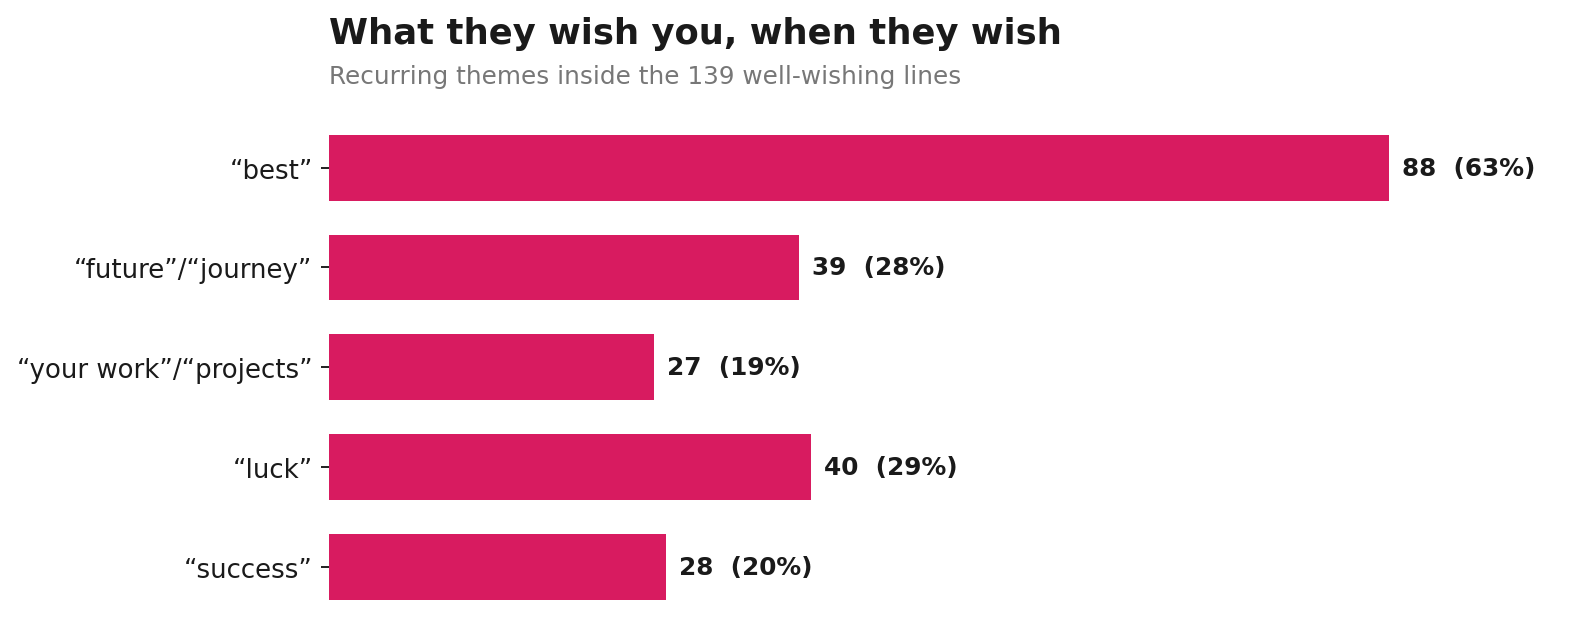 What they wish you, when they wish
Recurring themes inside the 139 well-wishing lines
“best” 88 (63%)
“future”/“journey” 39 (28%)
“your work”/“projects” 27 (19%)
“luck” 40 (29%)
“success” 28 (20%)